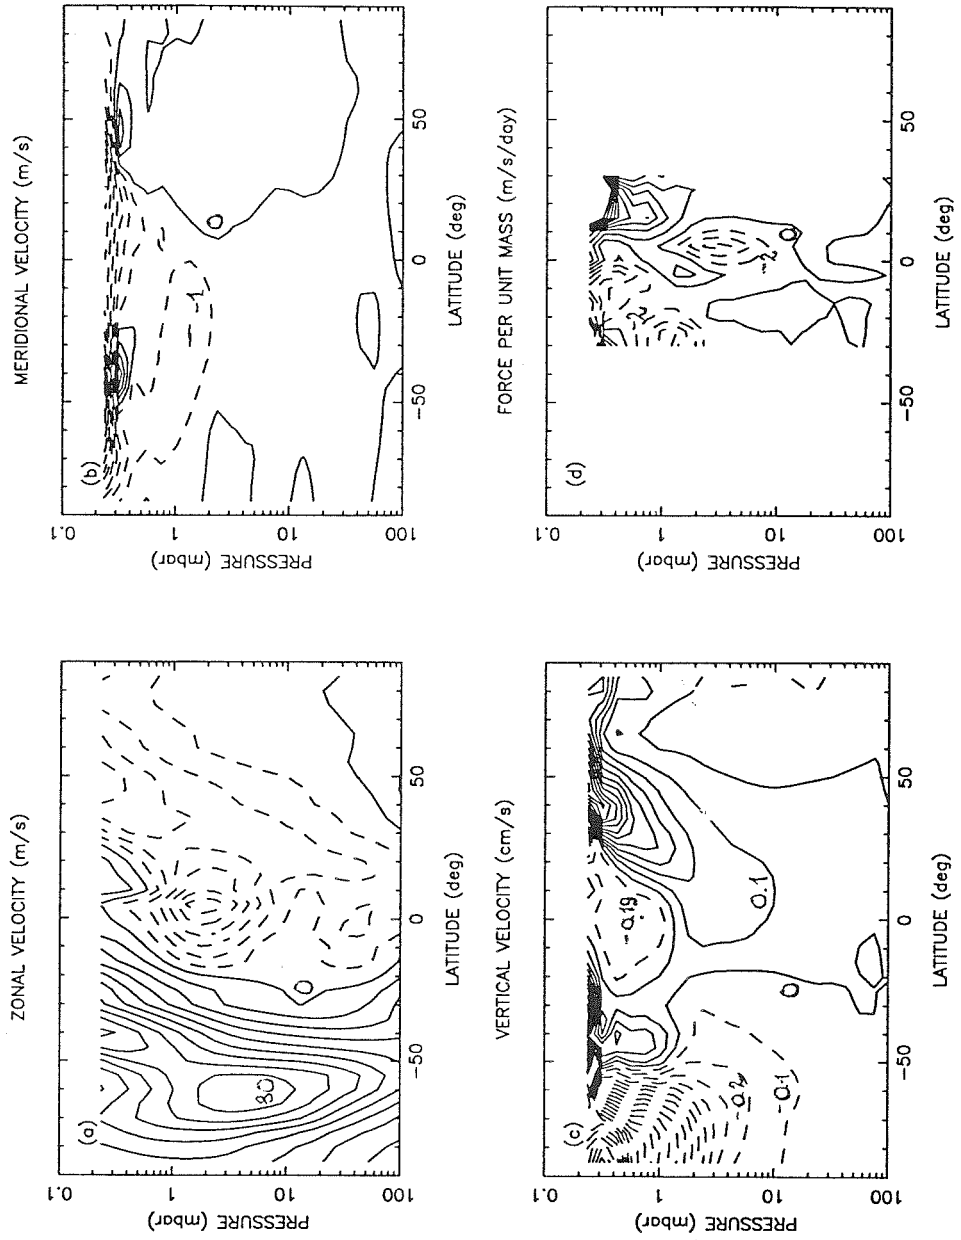 ZONAL VELOCITY (m/s)
(a)
0.1
1
10
100
PRESSURE (mbar)
80
0
-50
0
50
LATITUDE (deg)
MERIDIONAL VELOCITY (m/s)
(b)
0.1
1
10
100
PRESSURE (mbar)
-1
0
-50
0
50
LATITUDE (deg)
VERTICAL VELOCITY (cm/s)
(c)
0.1
1
10
100
PRESSURE (mbar)
-0.19
0.1
-0.2
-0.1
0
-50
0
50
LATITUDE (deg)
FORCE PER UNIT MASS (m/s/day)
(d)
0.1
1
10
100
PRESSURE (mbar)
-2
-2
0
-50
0
50
LATITUDE (deg)